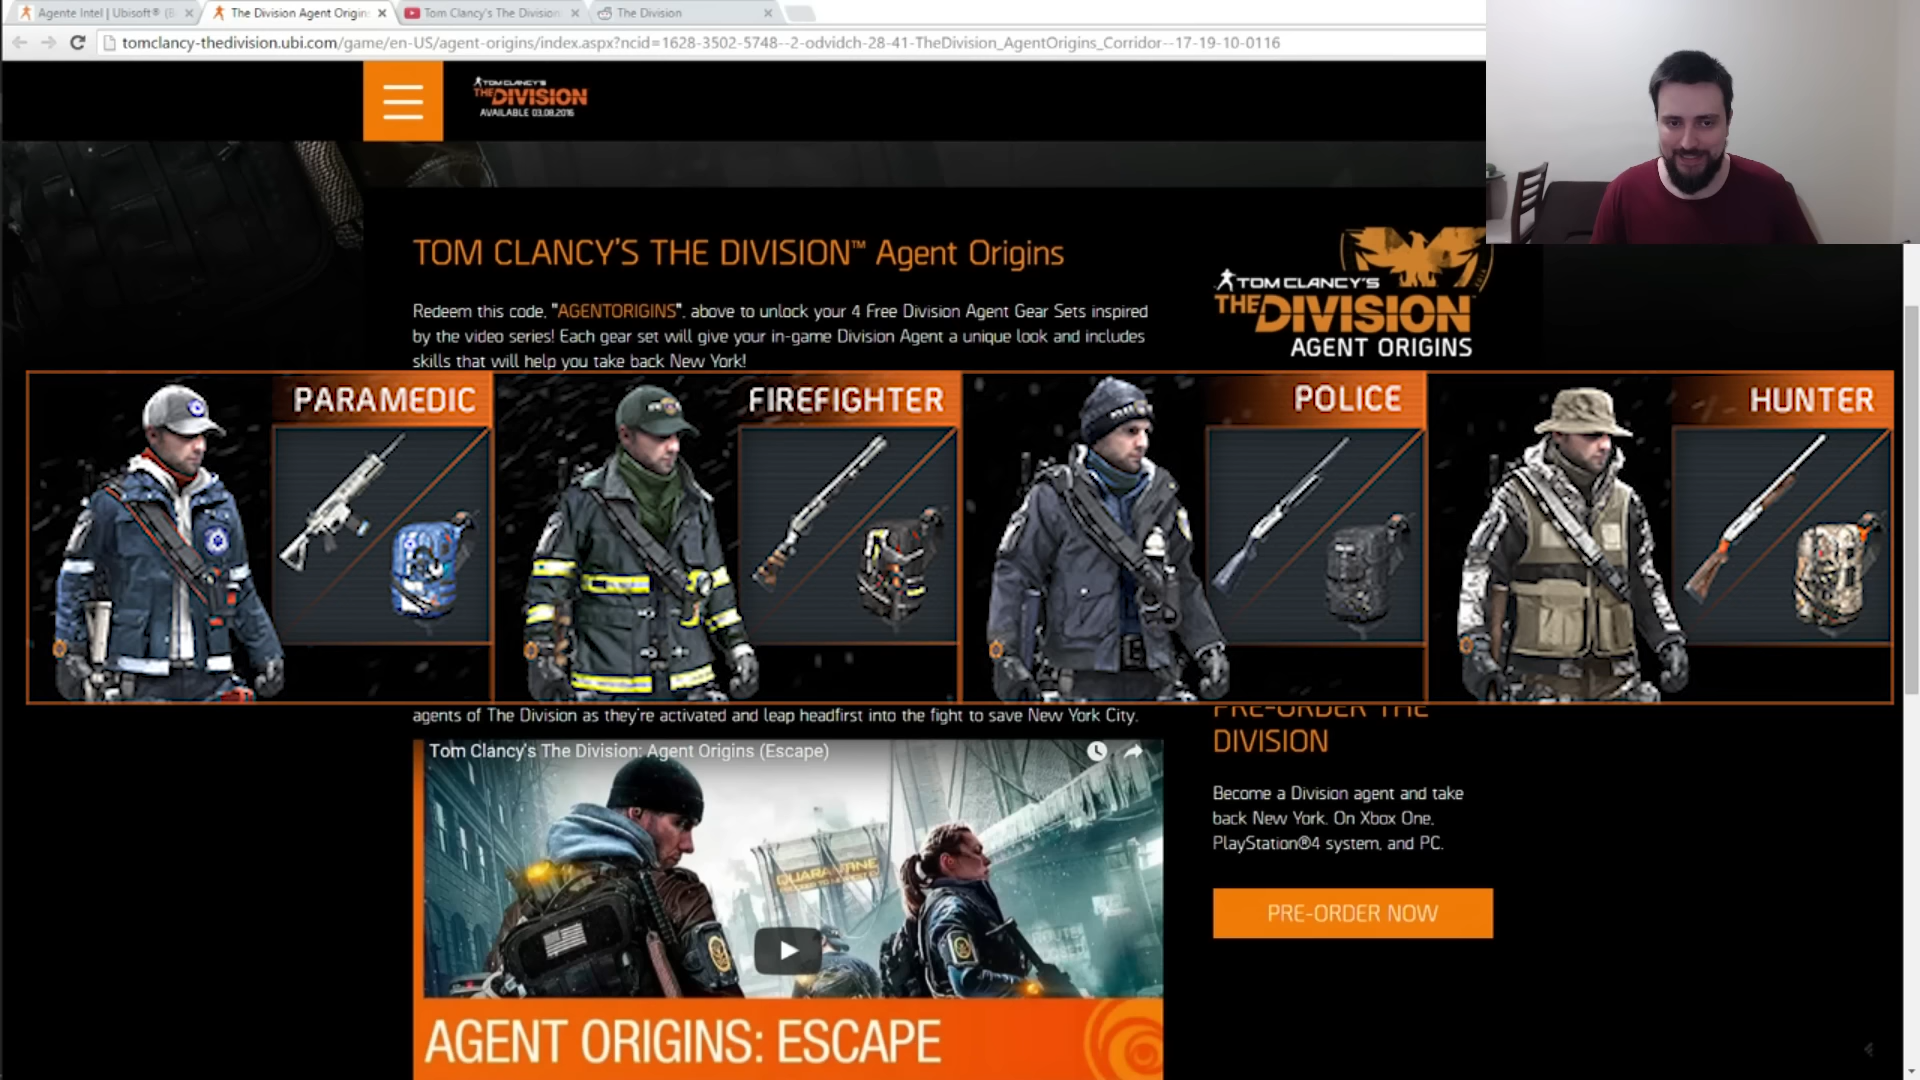 Agente Intel | Ubisoft® (B
The Division Agent Origin
Tom Clancy's The Division
The Division
tomclancy-thedivision.ubi.com/game/en-US/agent-origins/index.aspx?ncid=1628-3502-5748--2-odvidch-28-41-TheDivision_AgentOrigins_Corridor--17-19-10-0116
TOM CLANCY'S
THE DIVISION
AVAILABLE 03.08.2016
TOM CLANCY'S THE DIVISION™ Agent Origins
Redeem this code, "AGENTORIGINS", above to unlock your 4 Free Division Agent Gear Sets inspired
by the video series! Each gear set will give your in-game Division Agent a unique look and includes
skills that will help you take back New York!
TOM CLANCY'S
THE DIVISION
AGENT ORIGINS
PARAMEDIC
FIREFIGHTER
POLICE
HUNTER
agents of The Division as they're activated and leap headfirst into the fight to save New York City.
PRE-ORDER THE
DIVISION
Become a Division agent and take
back New York. On Xbox One,
PlayStation®4 system, and PC.
PRE-ORDER NOW
Tom Clancy's The Division: Agent Origins (Escape)
QUARANTINE
AGENT ORIGINS: ESCAPE